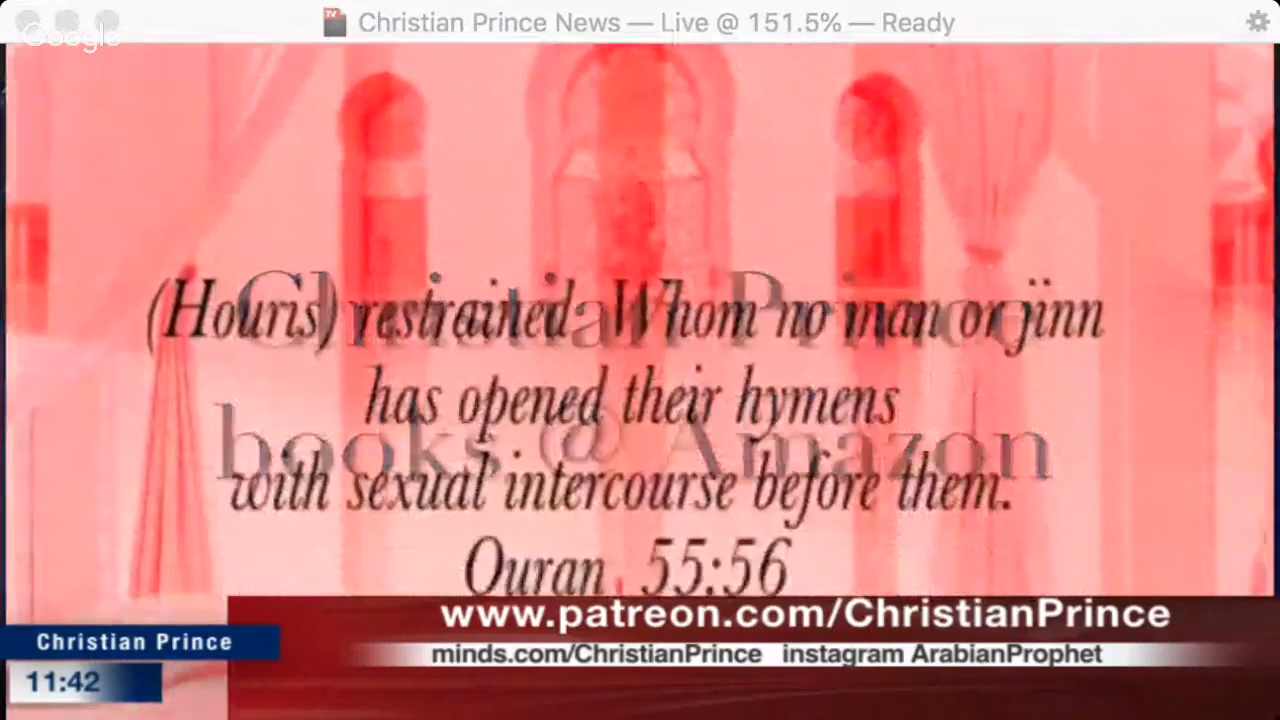 Christian Prince News — Live @ 151.5% — Ready
Google
(Houris) restrained. Whom no man or jinn
has opened their hymens
with sexual intercourse before them.
Quran 55:56
Christian Prince
books @ Amazon
www.patreon.com/ChristianPrince
minds.com/ChristianPrince instagram ArabianProphet
Christian Prince
11:42